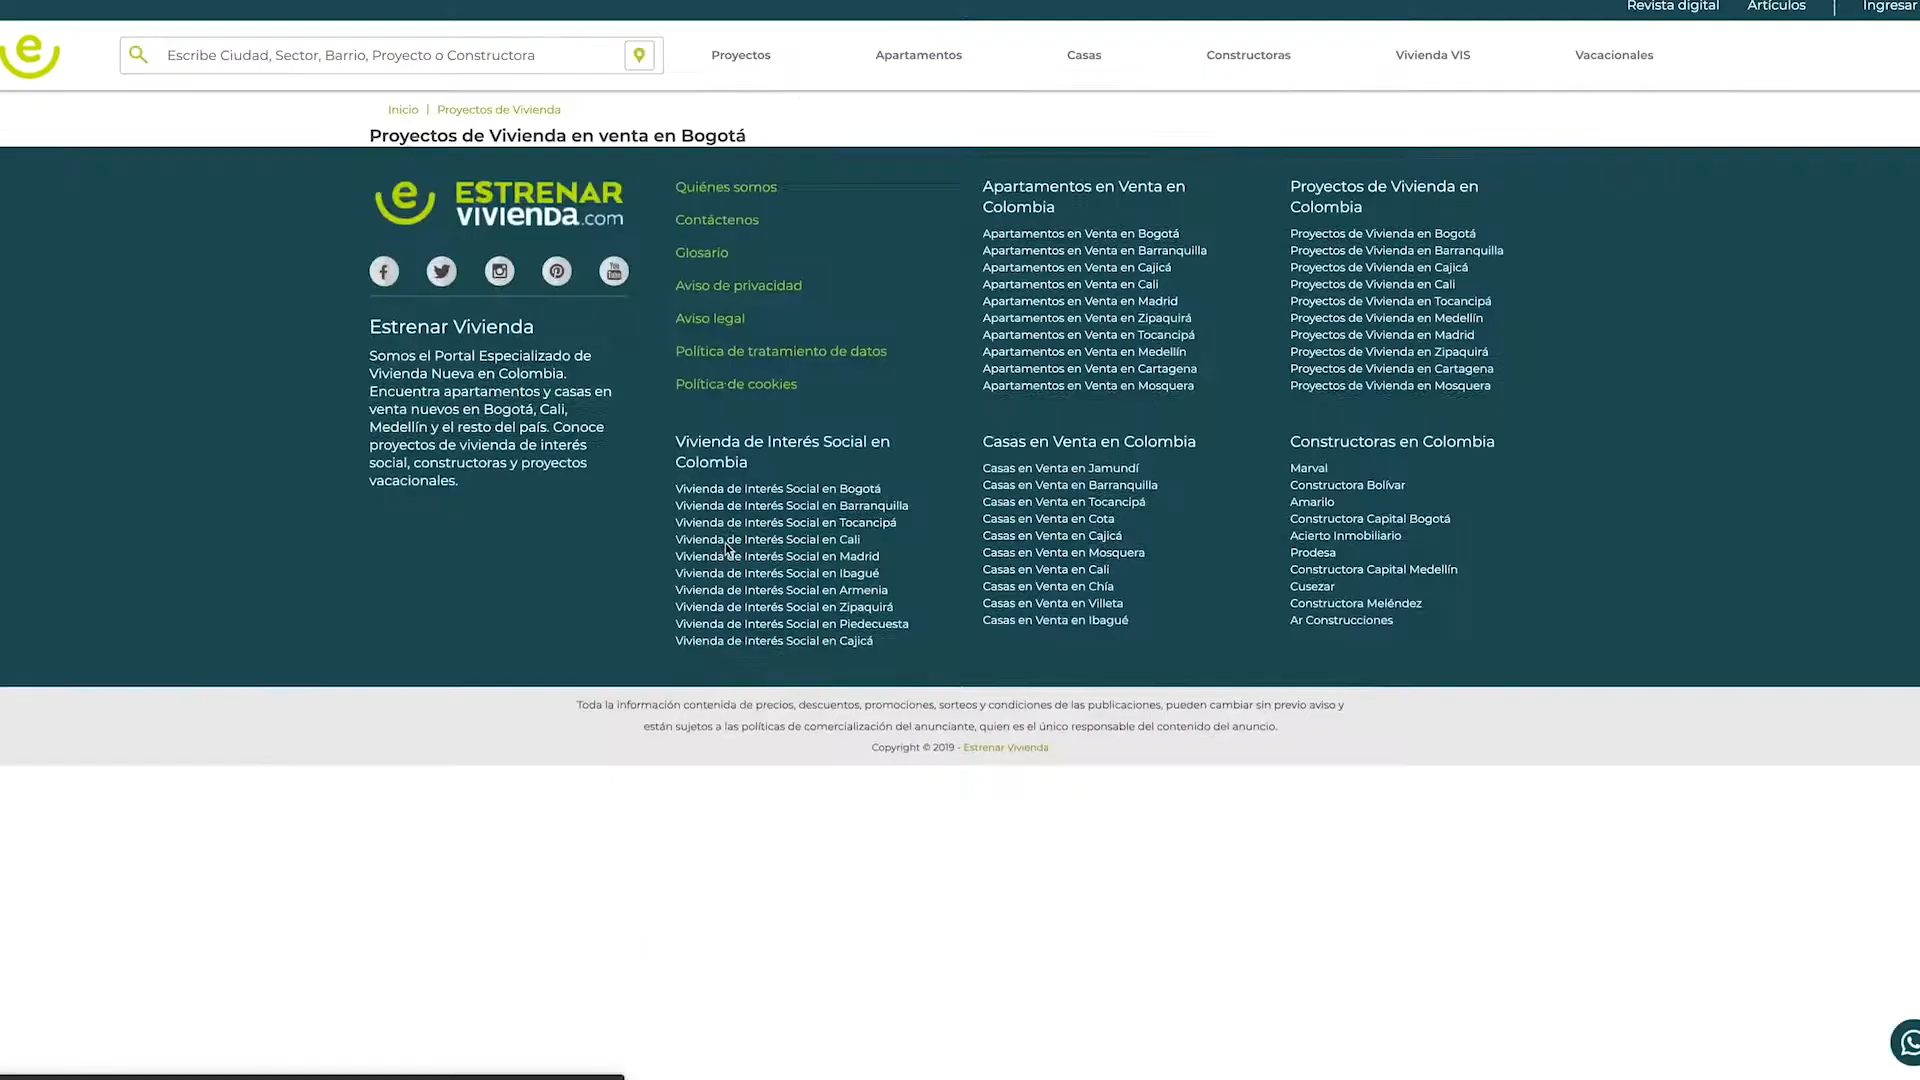 Revista digital
Artículos
Ingresar
Escribe Ciudad, Sector, Barrio, Proyecto o Constructora
Proyectos
Apartamentos
Casas
Constructoras
Vivienda VIS
Vacacionales
Inicio | Proyectos de Vivienda
Proyectos de Vivienda en venta en Bogotá
ESTRENAR
vivienda.com
Estrenar Vivienda
Somos el Portal Especializado de
Vivienda Nueva en Colombia.
Encuentra apartamentos y casas en
venta nuevos en Bogotá, Cali,
Medellín y el resto del país. Conoce
proyectos de vivienda de interés
social, constructoras y proyectos
vacacionales.
Quiénes somos
Contáctenos
Glosario
Aviso de privacidad
Aviso legal
Política de tratamiento de datos
Política de cookies
Apartamentos en Venta en
Colombia
Apartamentos en Venta en Bogotá
Apartamentos en Venta en Barranquilla
Apartamentos en Venta en Cajicá
Apartamentos en Venta en Cali
Apartamentos en Venta en Madrid
Apartamentos en Venta en Zipaquirá
Apartamentos en Venta en Tocancipá
Apartamentos en Venta en Medellín
Apartamentos en Venta en Cartagena
Apartamentos en Venta en Mosquera
Proyectos de Vivienda en
Colombia
Proyectos de Vivienda en Bogotá
Proyectos de Vivienda en Barranquilla
Proyectos de Vivienda en Cajicá
Proyectos de Vivienda en Cali
Proyectos de Vivienda en Tocancipá
Proyectos de Vivienda en Medellín
Proyectos de Vivienda en Madrid
Proyectos de Vivienda en Zipaquirá
Proyectos de Vivienda en Cartagena
Proyectos de Vivienda en Mosquera
Vivienda de Interés Social en
Colombia
Vivienda de Interés Social en Bogotá
Vivienda de Interés Social en Barranquilla
Vivienda de Interés Social en Tocancipá
Vivienda de Interés Social en Cali
Vivienda de Interés Social en Madrid
Vivienda de Interés Social en Ibagué
Vivienda de Interés Social en Armenia
Vivienda de Interés Social en Zipaquirá
Vivienda de Interés Social en Piedecuesta
Vivienda de Interés Social en Cajicá
Casas en Venta en Colombia
Casas en Venta en Jamundí
Casas en Venta en Barranquilla
Casas en Venta en Tocancipá
Casas en Venta en Cota
Casas en Venta en Cajicá
Casas en Venta en Mosquera
Casas en Venta en Cali
Casas en Venta en Chía
Casas en Venta en Villeta
Casas en Venta en Ibagué
Constructoras en Colombia
Marval
Constructora Bolívar
Amarilo
Constructora Capital Bogotá
Acierto Inmobiliario
Prodesa
Constructora Capital Medellín
Cusezar
Constructora Meléndez
Ar Construcciones
Toda la información contenida de precios, descuentos, promociones, sorteos y condiciones de las publicaciones, pueden cambiar sin previo aviso y
están sujetos a las políticas de comercialización del anunciante, quien es el único responsable del contenido del anuncio.
Copyright © 2019 - Estrenar Vivienda